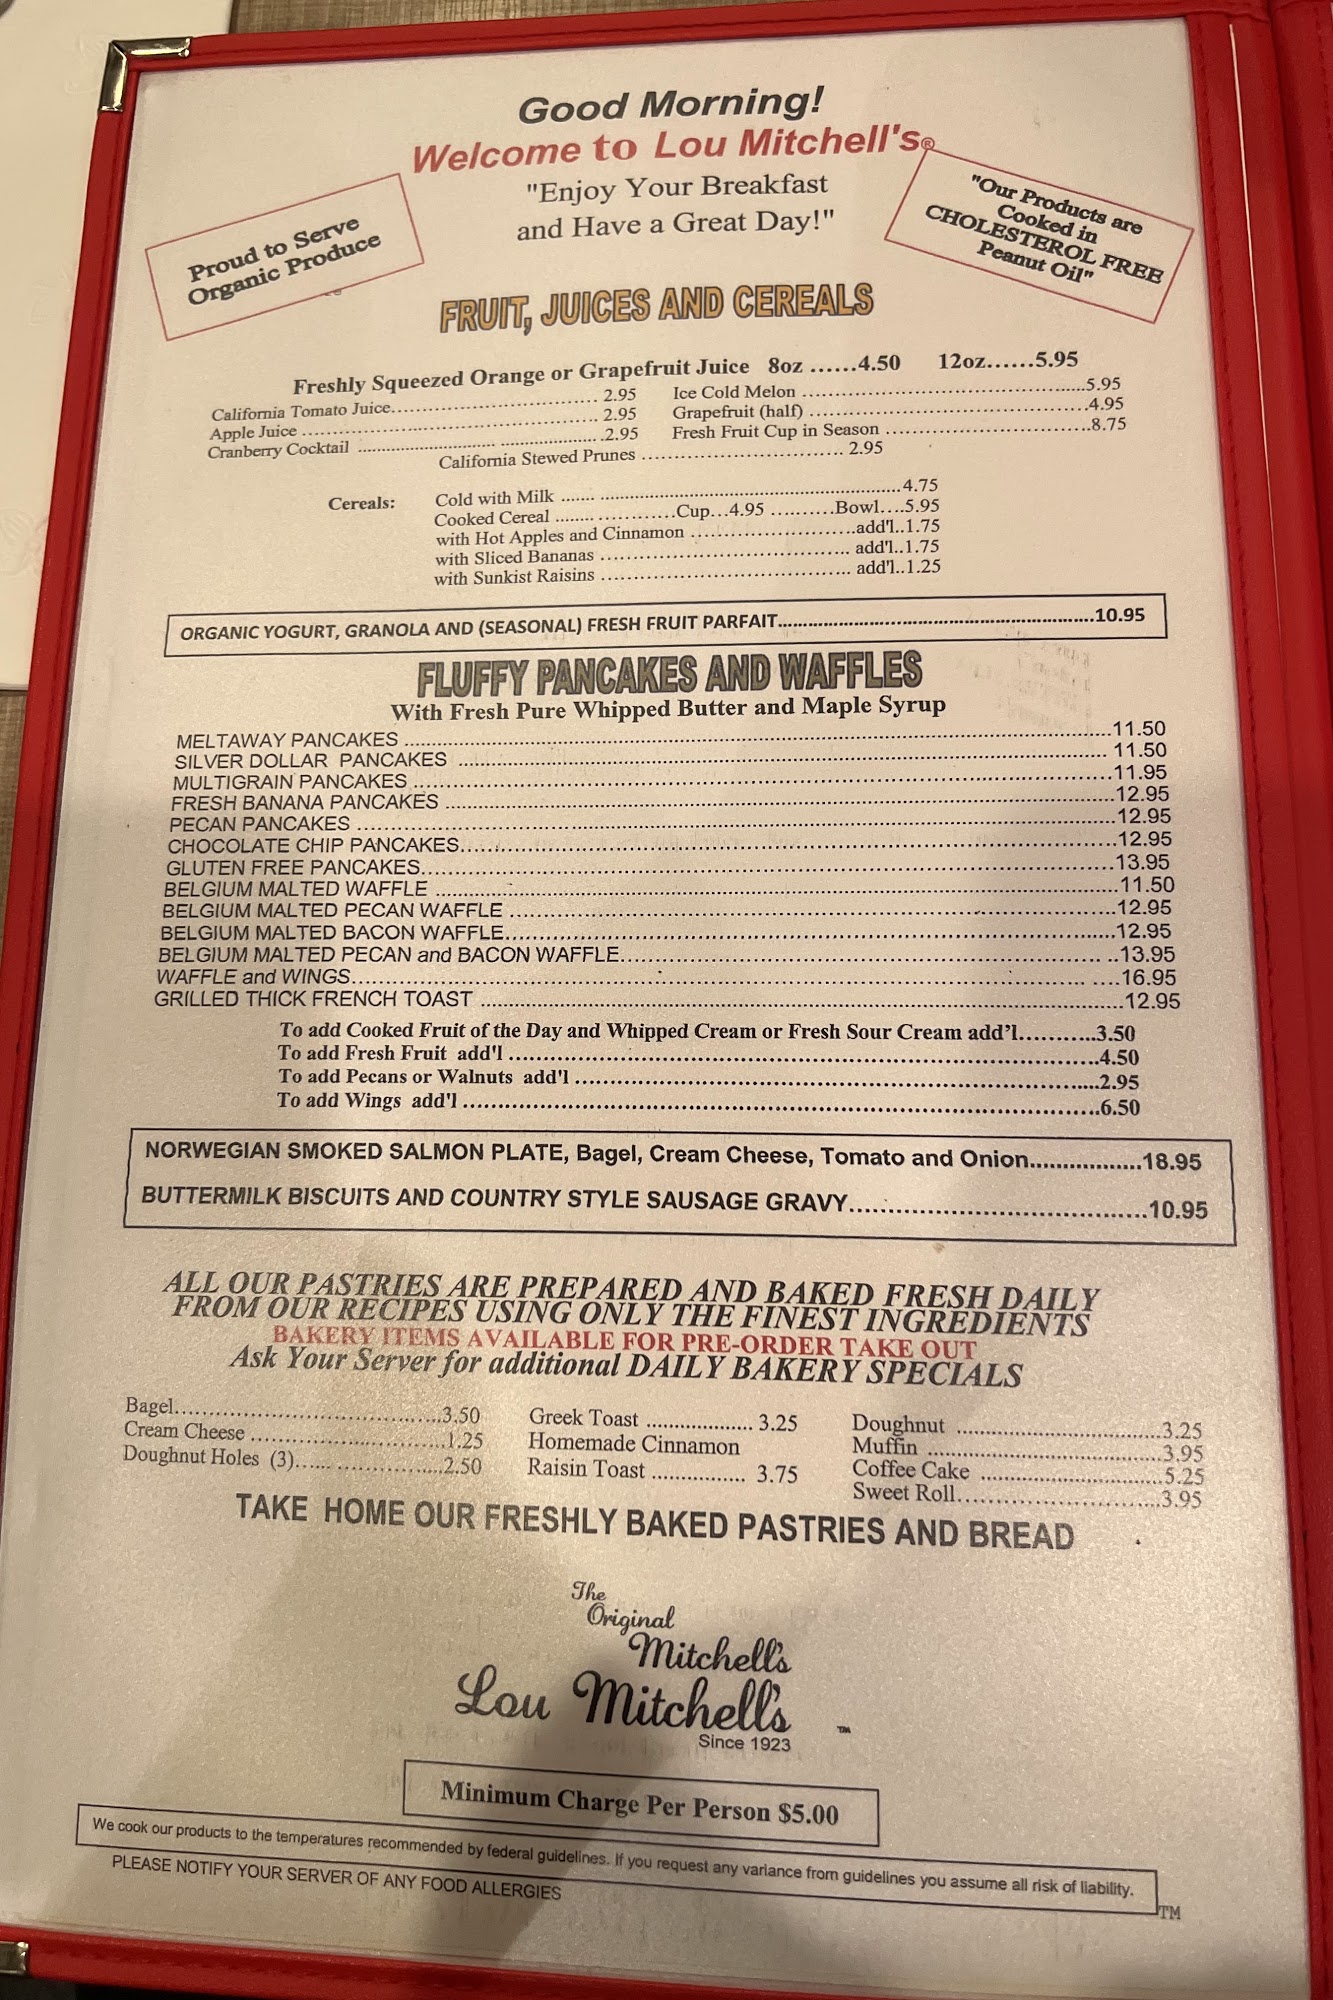 Good Morning!
Welcome to Lou Mitchell's®
"Enjoy Your Breakfast
and Have a Great Day!"
Proud to Serve
Organic Produce
"Our Products are
Cooked in
CHOLESTEROL FREE
Peanut Oil"
FRUIT, JUICES AND CEREALS
Freshly Squeezed Orange or Grapefruit Juice 8oz ......4.50 12oz......5.95
California Tomato Juice.......... 2.95 Ice Cold Melon ..........5.95
Apple Juice .......... 2.95 Grapefruit (half) ..........4.95
Cranberry Cocktail .......... 2.95 Fresh Fruit Cup in Season ..........8.75
California Stewed Prunes .......... 2.95
Cereals: Cold with Milk ..........4.75
Cooked Cereal ..........Cup...4.95 ..........Bowl....5.95
with Hot Apples and Cinnamon ..........add'l..1.75
with Sliced Bananas .......... add'l..1.75
with Sunkist Raisins .......... add'l..1.25
ORGANIC YOGURT, GRANOLA AND (SEASONAL) FRESH FRUIT PARFAIT..........10.95
FLUFFY PANCAKES AND WAFFLES
With Fresh Pure Whipped Butter and Maple Syrup
MELTAWAY PANCAKES ..........11.50
SILVER DOLLAR PANCAKES .......... 11.50
MULTIGRAIN PANCAKES ..........11.95
FRESH BANANA PANCAKES ..........12.95
PECAN PANCAKES ..........12.95
CHOCOLATE CHIP PANCAKES..........12.95
GLUTEN FREE PANCAKES..........13.95
BELGIUM MALTED WAFFLE ..........11.50
BELGIUM MALTED PECAN WAFFLE ..........12.95
BELGIUM MALTED BACON WAFFLE..........12.95
BELGIUM MALTED PECAN and BACON WAFFLE..........13.95
WAFFLE and WINGS..........16.95
GRILLED THICK FRENCH TOAST ..........12.95
To add Cooked Fruit of the Day and Whipped Cream or Fresh Sour Cream add'l..........3.50
To add Fresh Fruit add'l ..........4.50
To add Pecans or Walnuts add'l ..........2.95
To add Wings add'l ..........6.50
NORWEGIAN SMOKED SALMON PLATE, Bagel, Cream Cheese, Tomato and Onion..........18.95
BUTTERMILK BISCUITS AND COUNTRY STYLE SAUSAGE GRAVY..........10.95
ALL OUR PASTRIES ARE PREPARED AND BAKED FRESH DAILY
FROM OUR RECIPES USING ONLY THE FINEST INGREDIENTS
BAKERY ITEMS AVAILABLE FOR PRE-ORDER TAKE OUT
Ask Your Server for additional DAILY BAKERY SPECIALS
Bagel..........3.50
Cream Cheese ..........1.25
Doughnut Holes (3)..........2.50
Greek Toast .......... 3.25
Homemade Cinnamon
Raisin Toast .......... 3.75
Doughnut ..........3.25
Muffin ..........3.95
Coffee Cake ..........5.25
Sweet Roll..........3.95
TAKE HOME OUR FRESHLY BAKED PASTRIES AND BREAD
The
Original
Mitchell's
Lou Mitchell's ™
Since 1923
Minimum Charge Per Person $5.00
We cook our products to the temperatures recommended by federal guidelines. If you request any variance from guidelines you assume all risk of liability.
PLEASE NOTIFY YOUR SERVER OF ANY FOOD ALLERGIES
TM